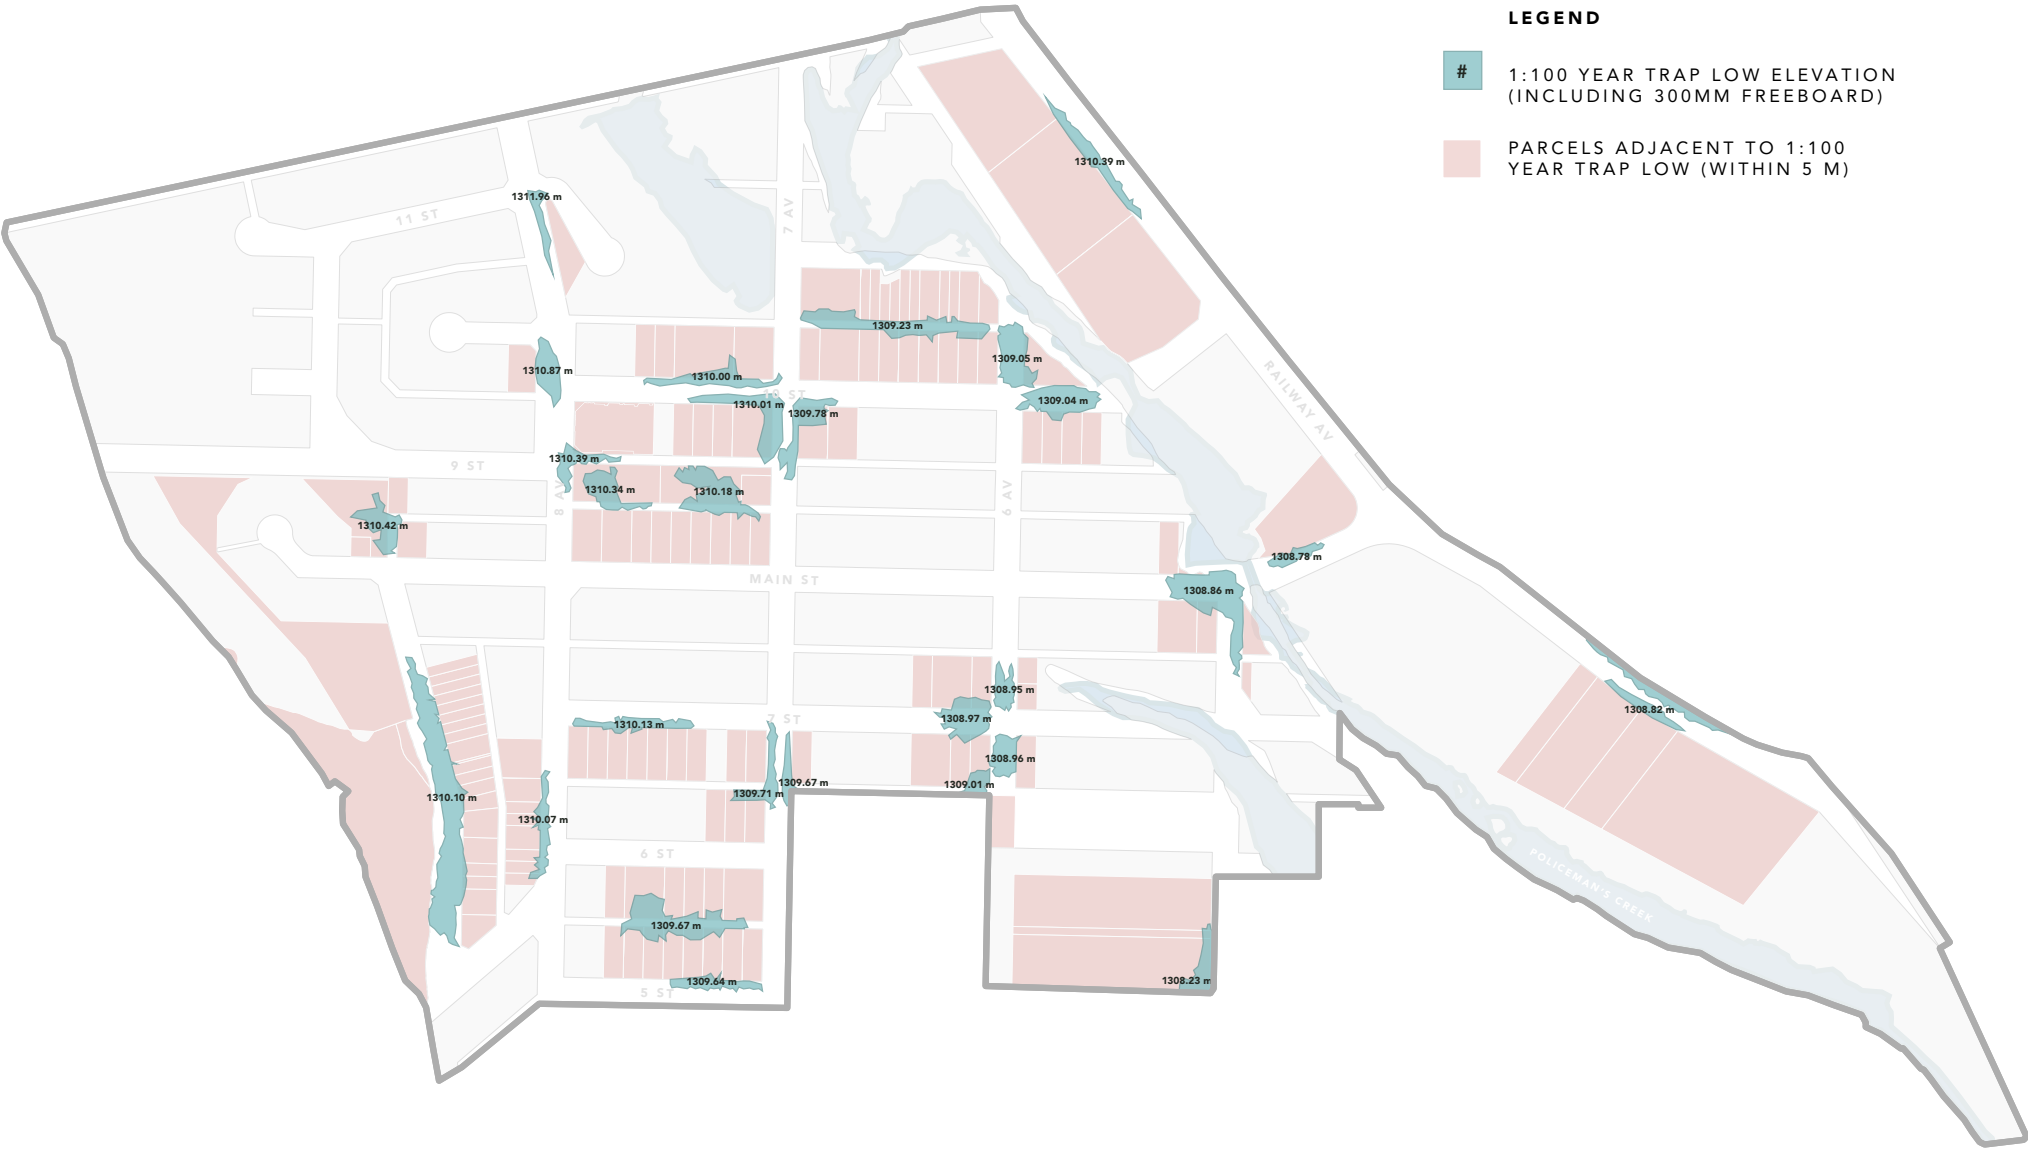 LEGEND
#
1:100 YEAR TRAP LOW ELEVATION
(INCLUDING 300MM FREEBOARD)
PARCELS ADJACENT TO 1:100
YEAR TRAP LOW (WITHIN 5 M)
1310.39 m
1311.96 m
11 ST
7 AV
1309.23 m
1309.05 m
1310.87 m
1310.00 m
RAILWAY AV
10 ST
1310.01 m
1309.78 m
1309.04 m
1310.39 m
9 ST
1310.34 m
1310.18 m
8 AV
6 AV
1310.42 m
1308.78 m
MAIN ST
1308.86 m
1308.95 m
1308.82 m
1308.97 m
7 ST
1310.13 m
1308.96 m
1309.67 m
1309.01 m
1309.71 m
1310.10 m
1310.07 m
6 ST
POLICEMAN'S CREEK
1309.67 m
1309.64 m
1308.23 m
5 ST